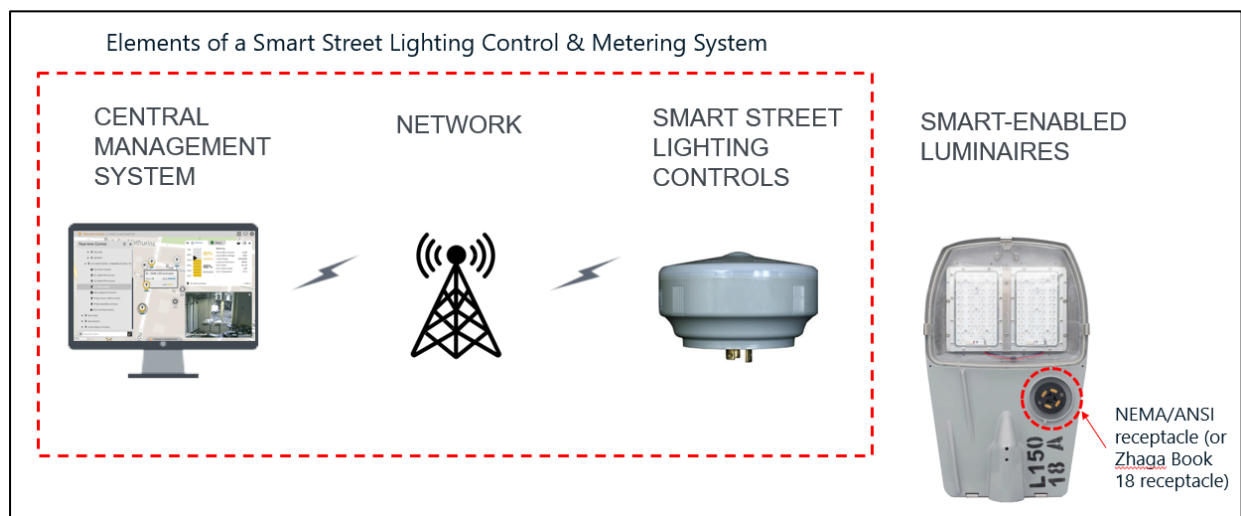 Elements of a Smart Street Lighting Control & Metering System
CENTRAL
MANAGEMENT
SYSTEM
NETWORK
SMART STREET
LIGHTING
CONTROLS
SMART-ENABLED
LUMINAIRES
NEMA/ANSI
receptacle (or
Zhaga Book
18 receptacle)
L150
18 A